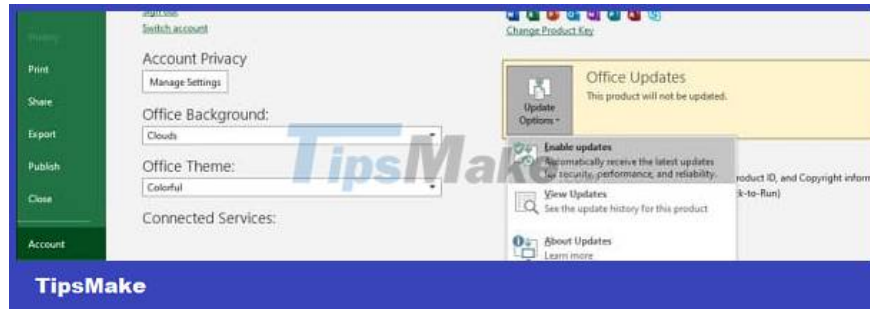 Sign out
Switch account
Change Product Key
Print
Share
Export
Publish
Close
Account
Account Privacy
Manage Settings
Office Background:
Clouds
Office Theme:
Colorful
Connected Services:
Update
Options
Office Updates
This product will not be updated.
Enable updates
Automatically receive the latest updates
for security, performance, and reliability.
View Updates
See the update history for this product
About Updates
Learn more
roduct ID, and Copyright inform
k-to-Run)
TipsMake
TipsMake